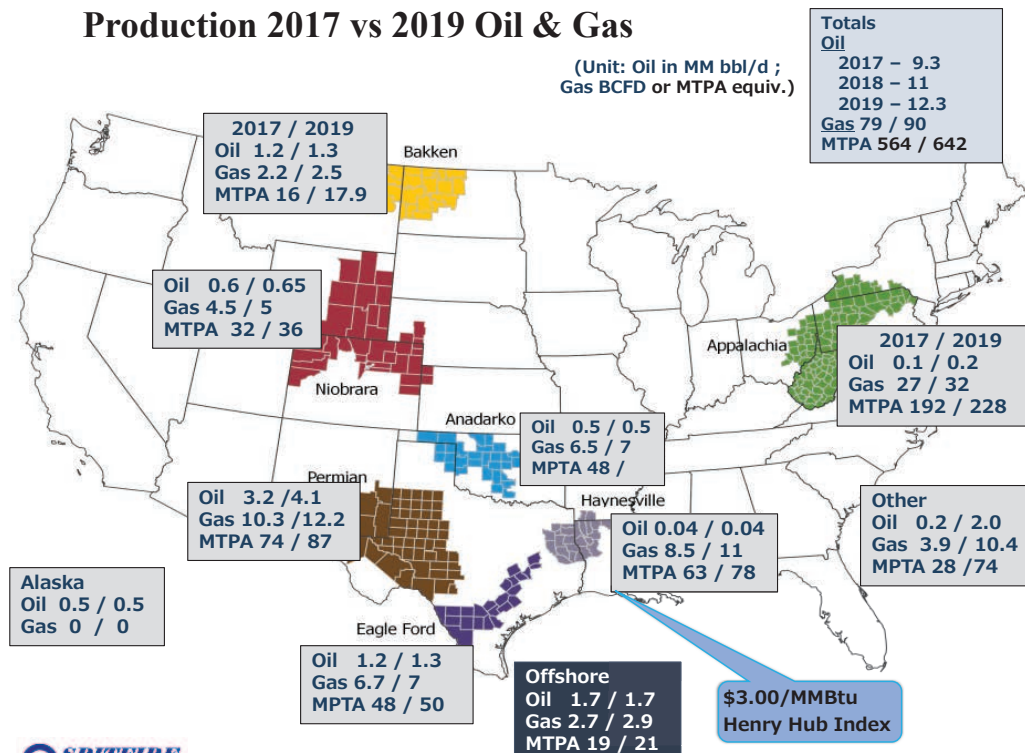 Production 2017 vs 2019 Oil & Gas
(Unit: Oil in MM bbl/d ;
Gas BCFD or MTPA equiv.)
Totals
Oil
2017 – 9.3
2018 – 11
2019 – 12.3
Gas 79 / 90
MTPA 564 / 642
2017 / 2019
Oil 1.2 / 1.3
Gas 2.2 / 2.5
MTPA 16 / 17.9
Bakken
Oil 0.6 / 0.65
Gas 4.5 / 5
MTPA 32 / 36
Niobrara
Appalachia
2017 / 2019
Oil 0.1 / 0.2
Gas 27 / 32
MTPA 192 / 228
Anadarko
Oil 0.5 / 0.5
Gas 6.5 / 7
MPTA 48 /
Permian
Oil 3.2 /4.1
Gas 10.3 /12.2
MTPA 74 / 87
Haynesville
Oil 0.04 / 0.04
Gas 8.5 / 11
MTPA 63 / 78
Other
Oil 0.2 / 2.0
Gas 3.9 / 10.4
MPTA 28 /74
Alaska
Oil 0.5 / 0.5
Gas 0 / 0
Eagle Ford
Oil 1.2 / 1.3
Gas 6.7 / 7
MPTA 48 / 50
Offshore
Oil 1.7 / 1.7
Gas 2.7 / 2.9
MTPA 19 / 21
$3.00/MMBtu
Henry Hub Index